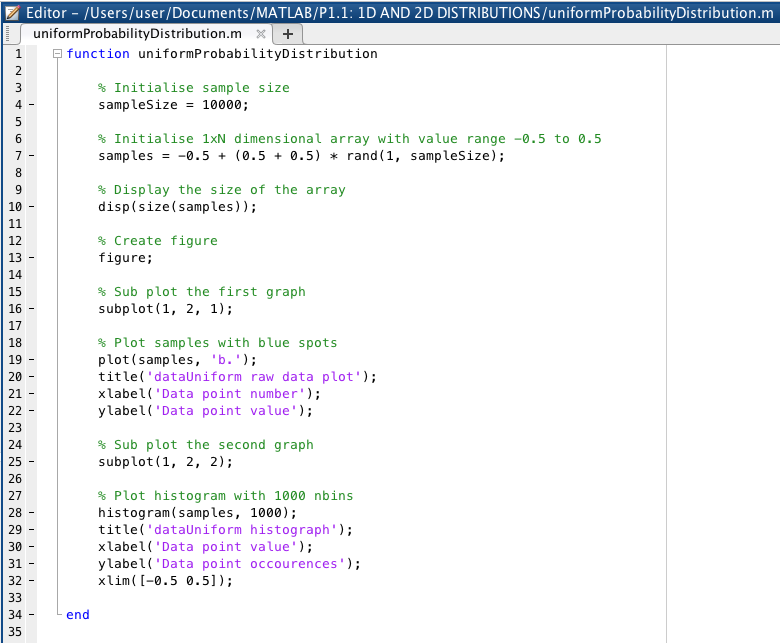 Editor – /Users/user/Documents/MATLAB/P1.1: 1D AND 2D DISTRIBUTIONS/uniformProbabilityDistribution.m
uniformProbabilityDistribution.m × +
1 function uniformProbabilityDistribution
2
3 % Initialise sample size
4 – sampleSize = 10000;
5
6 % Initialise 1xN dimensional array with value range -0.5 to 0.5
7 – samples = -0.5 + (0.5 + 0.5) * rand(1, sampleSize);
8
9 % Display the size of the array
10 – disp(size(samples));
11
12 % Create figure
13 – figure;
14
15 % Sub plot the first graph
16 – subplot(1, 2, 1);
17
18 % Plot samples with blue spots
19 – plot(samples, 'b.');
20 – title('dataUniform raw data plot');
21 – xlabel('Data point number');
22 – ylabel('Data point value');
23
24 % Sub plot the second graph
25 – subplot(1, 2, 2);
26
27 % Plot histogram with 1000 nbins
28 – histogram(samples, 1000);
29 – title('dataUniform histograph');
30 – xlabel('Data point value');
31 – ylabel('Data point occourences');
32 – xlim([-0.5 0.5]);
33
34 – end
35